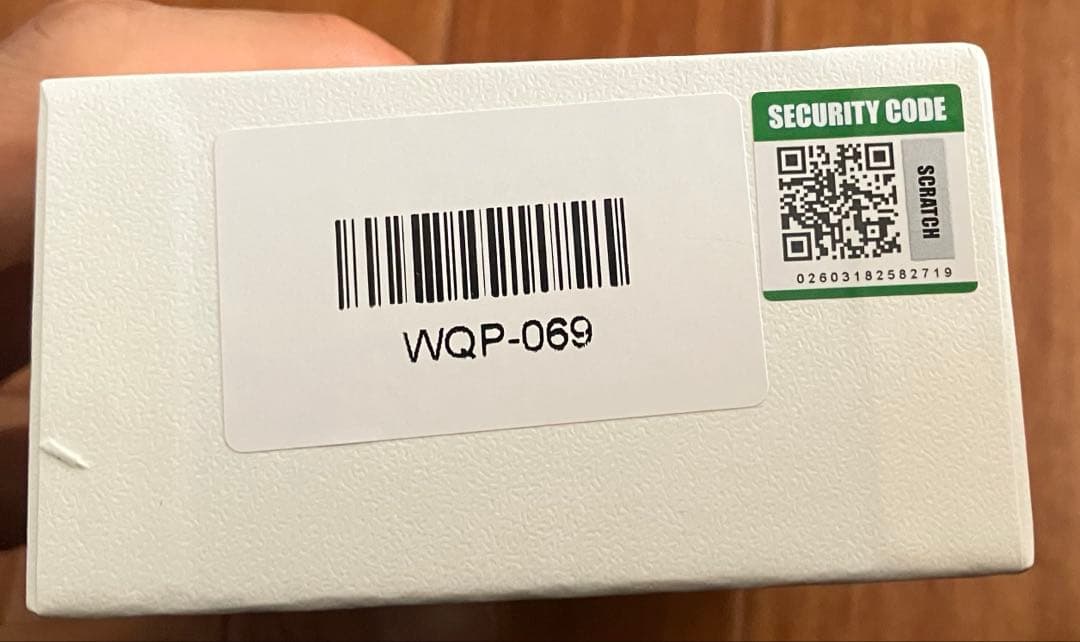 SECURITY CODE
SCRATCH
02603182582719
WQP-069